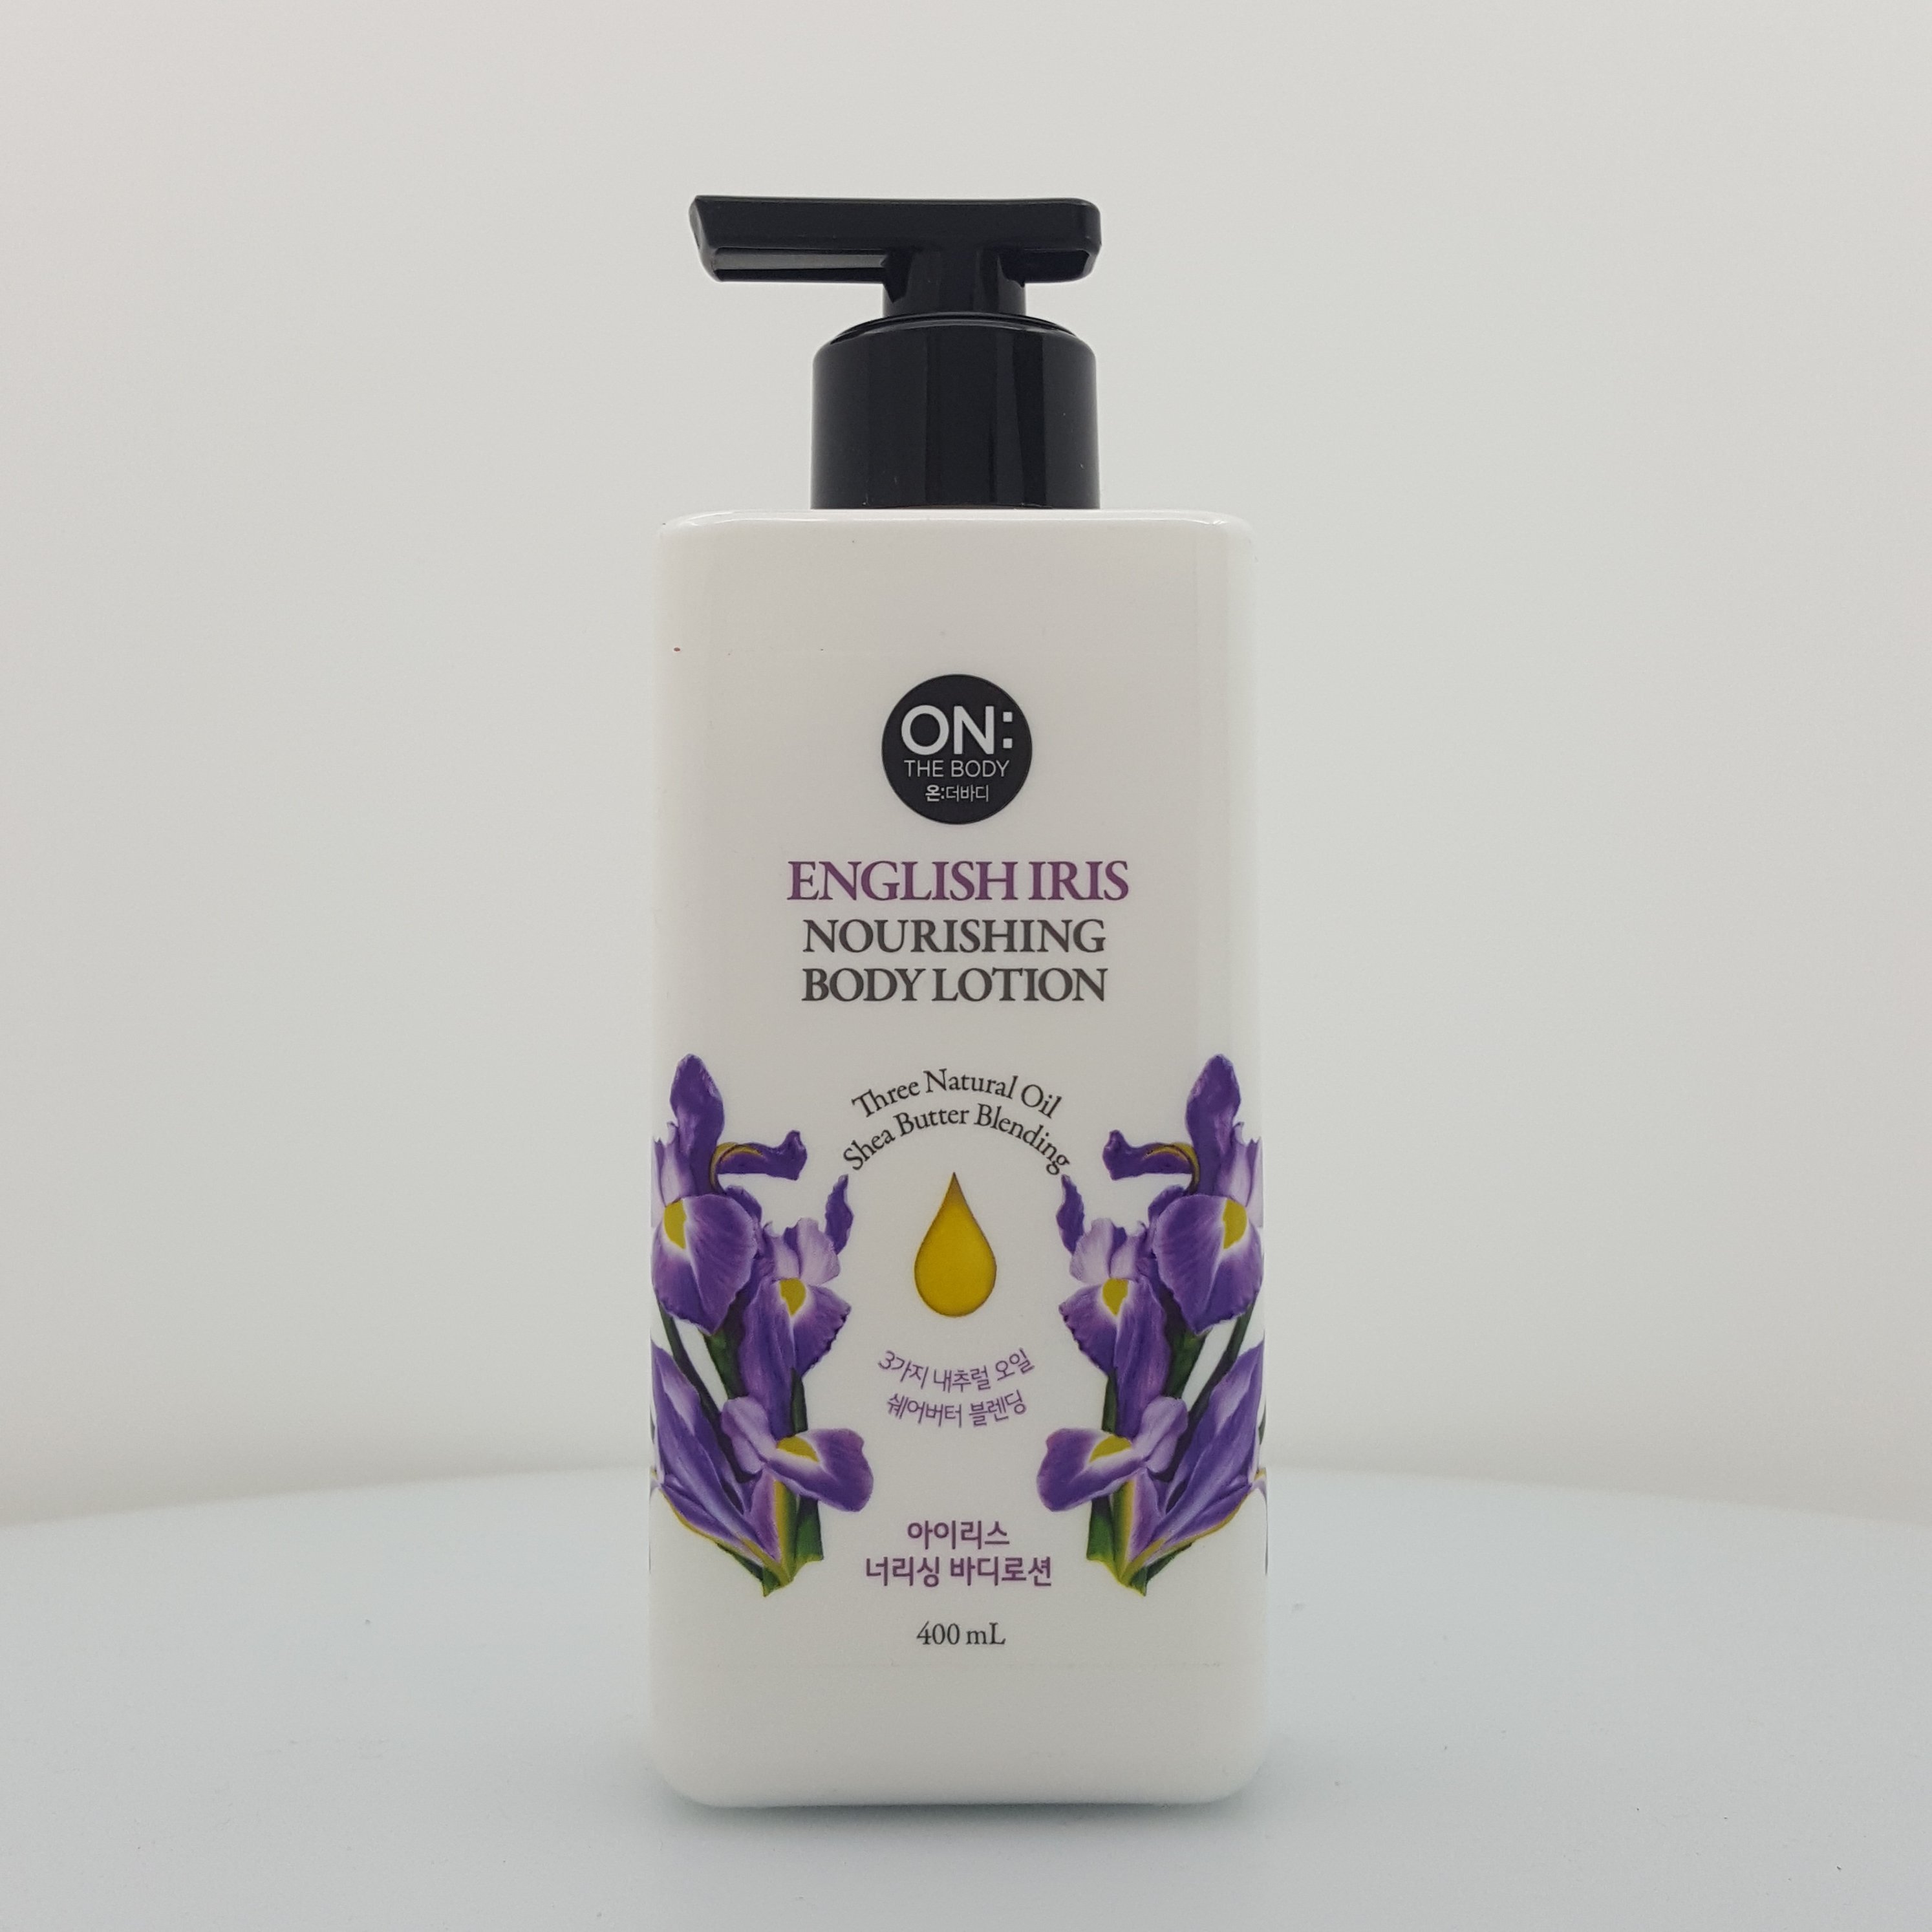 ON:
THE BODY
온:더바디
ENGLISH IRIS
NOURISHING
BODY LOTION
Three Natural Oil
Shea Butter Blending
3가지 내추럴 오일
쉐어버터 블렌딩
아이리스
너리싱 바디로션
400 mL